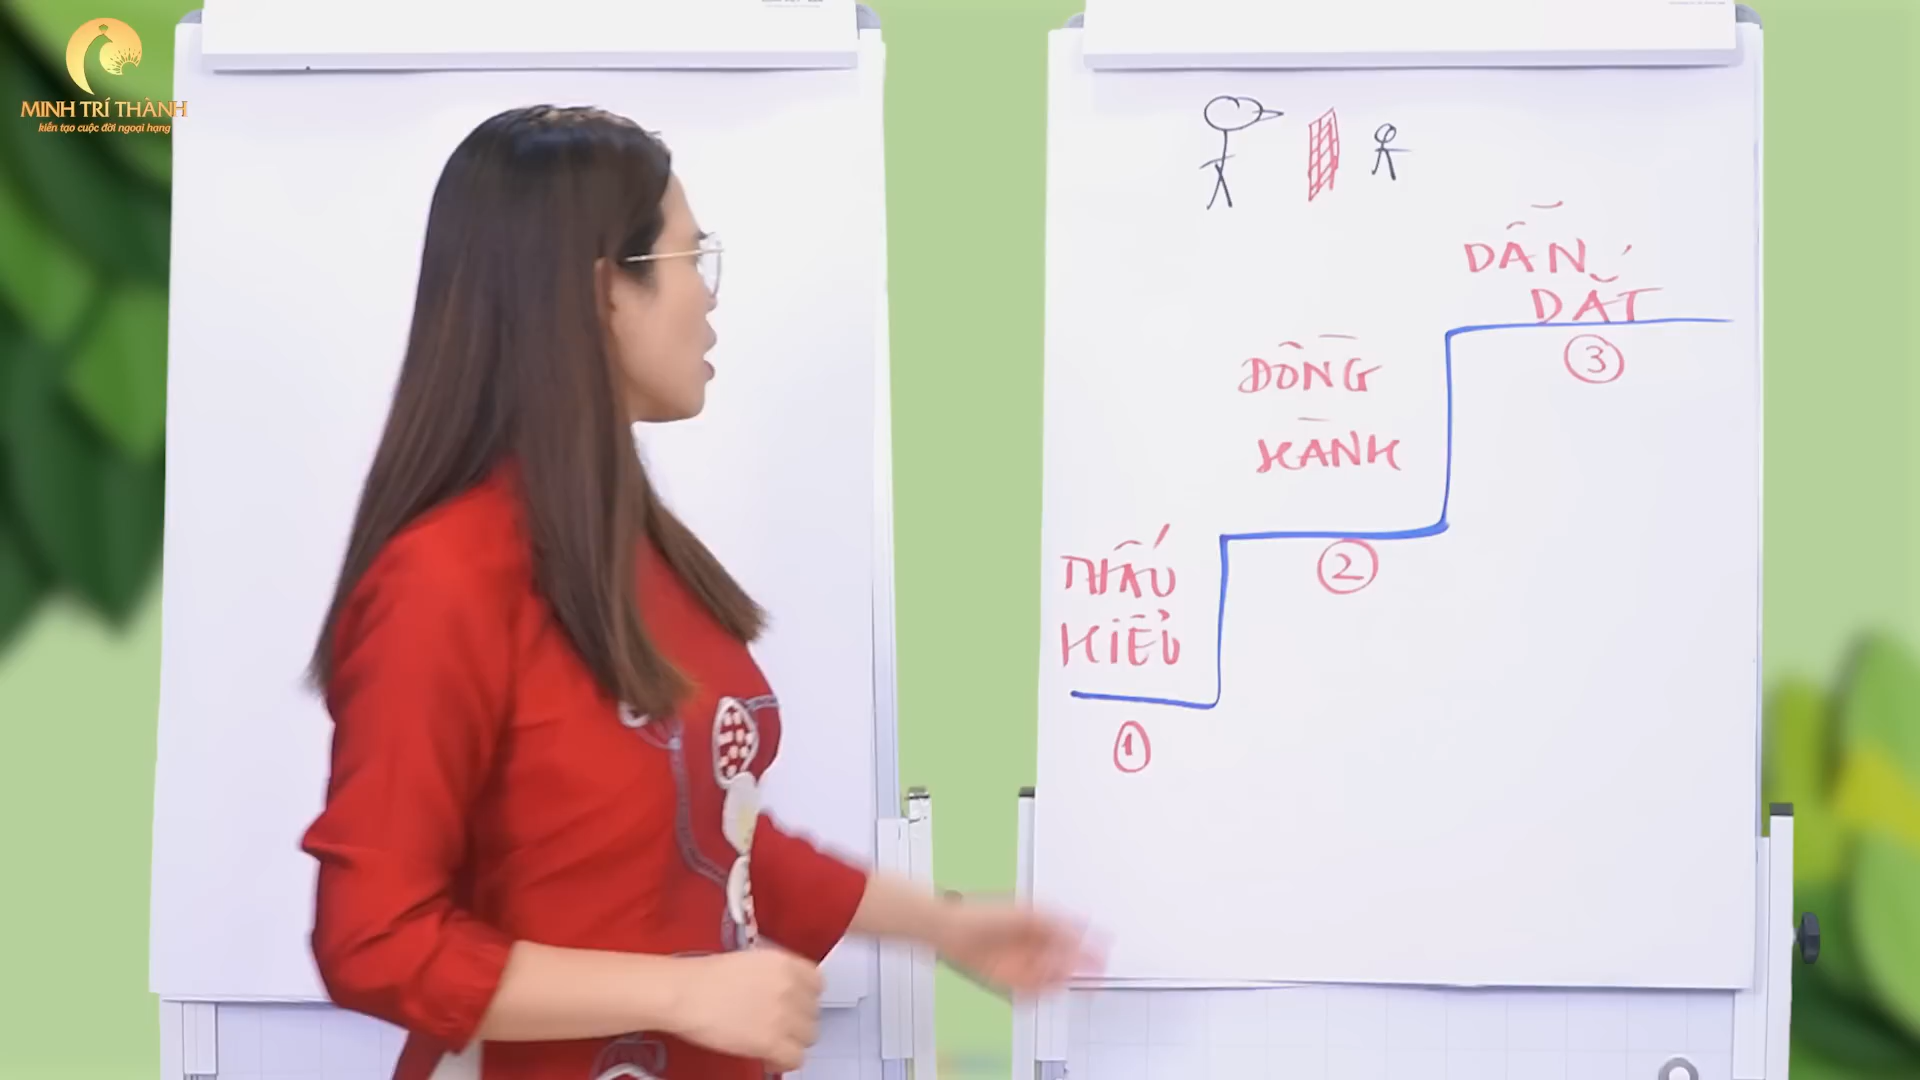 MINH TRÍ THÀNH
kiến tạo cuộc đời ngoại hạng
DẪN
DẮT
③
ĐỒNG
HÀNH
②
THẤU
HIỂU
①